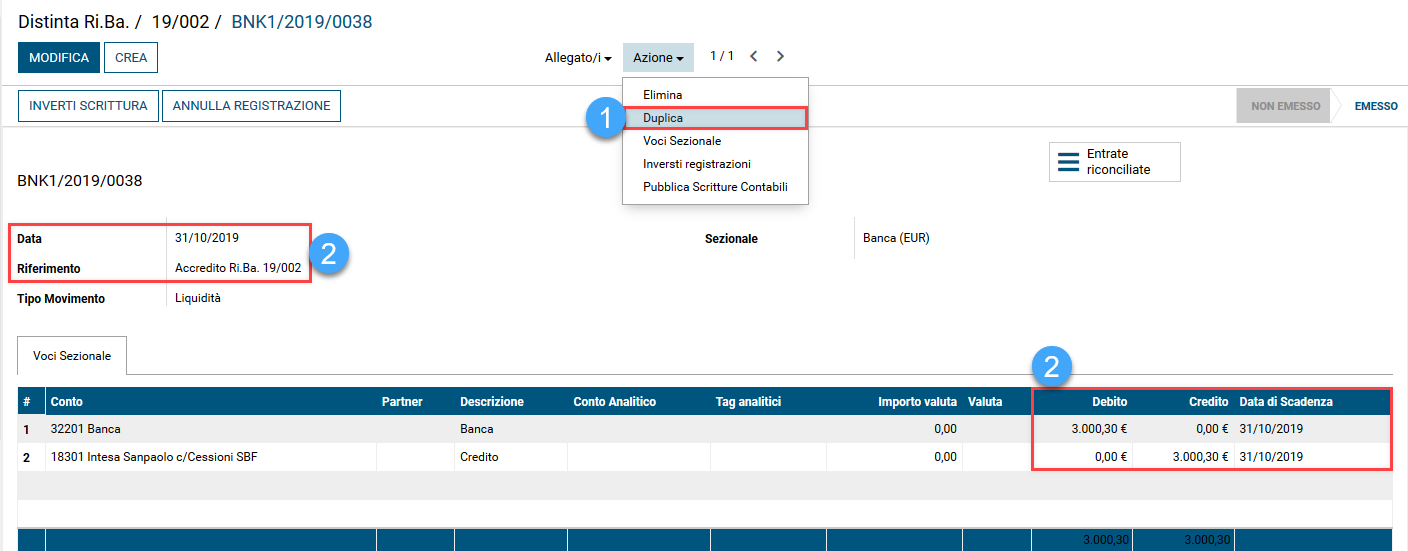 Distinta Ri.Ba. / 19/002 / BNK1/2019/0038
MODIFICA CREA Allegato/i Azione 1 / 1
INVERTI SCRITTURA ANNULLA REGISTRAZIONE NON EMESSO EMESSO
Elimina
1 Duplica
Voci Sezionale
Inversti registrazioni
Pubblica Scritture Contabili
Entrate
riconciliate
BNK1/2019/0038
Data 31/10/2019 Sezionale Banca (EUR)
2
Riferimento Accredito Ri.Ba. 19/002
Tipo Movimento Liquidità
Voci Sezionale
2
# Conto Partner Descrizione Conto Analitico Tag analitici Importo valuta Valuta Debito Credito Data di Scadenza
1 32201 Banca Banca 0,00 3.000,30 € 0,00 € 31/10/2019
2 18301 Intesa Sanpaolo c/Cessioni SBF Credito 0,00 0,00 € 3.000,30 € 31/10/2019
3.000,30 3.000,30